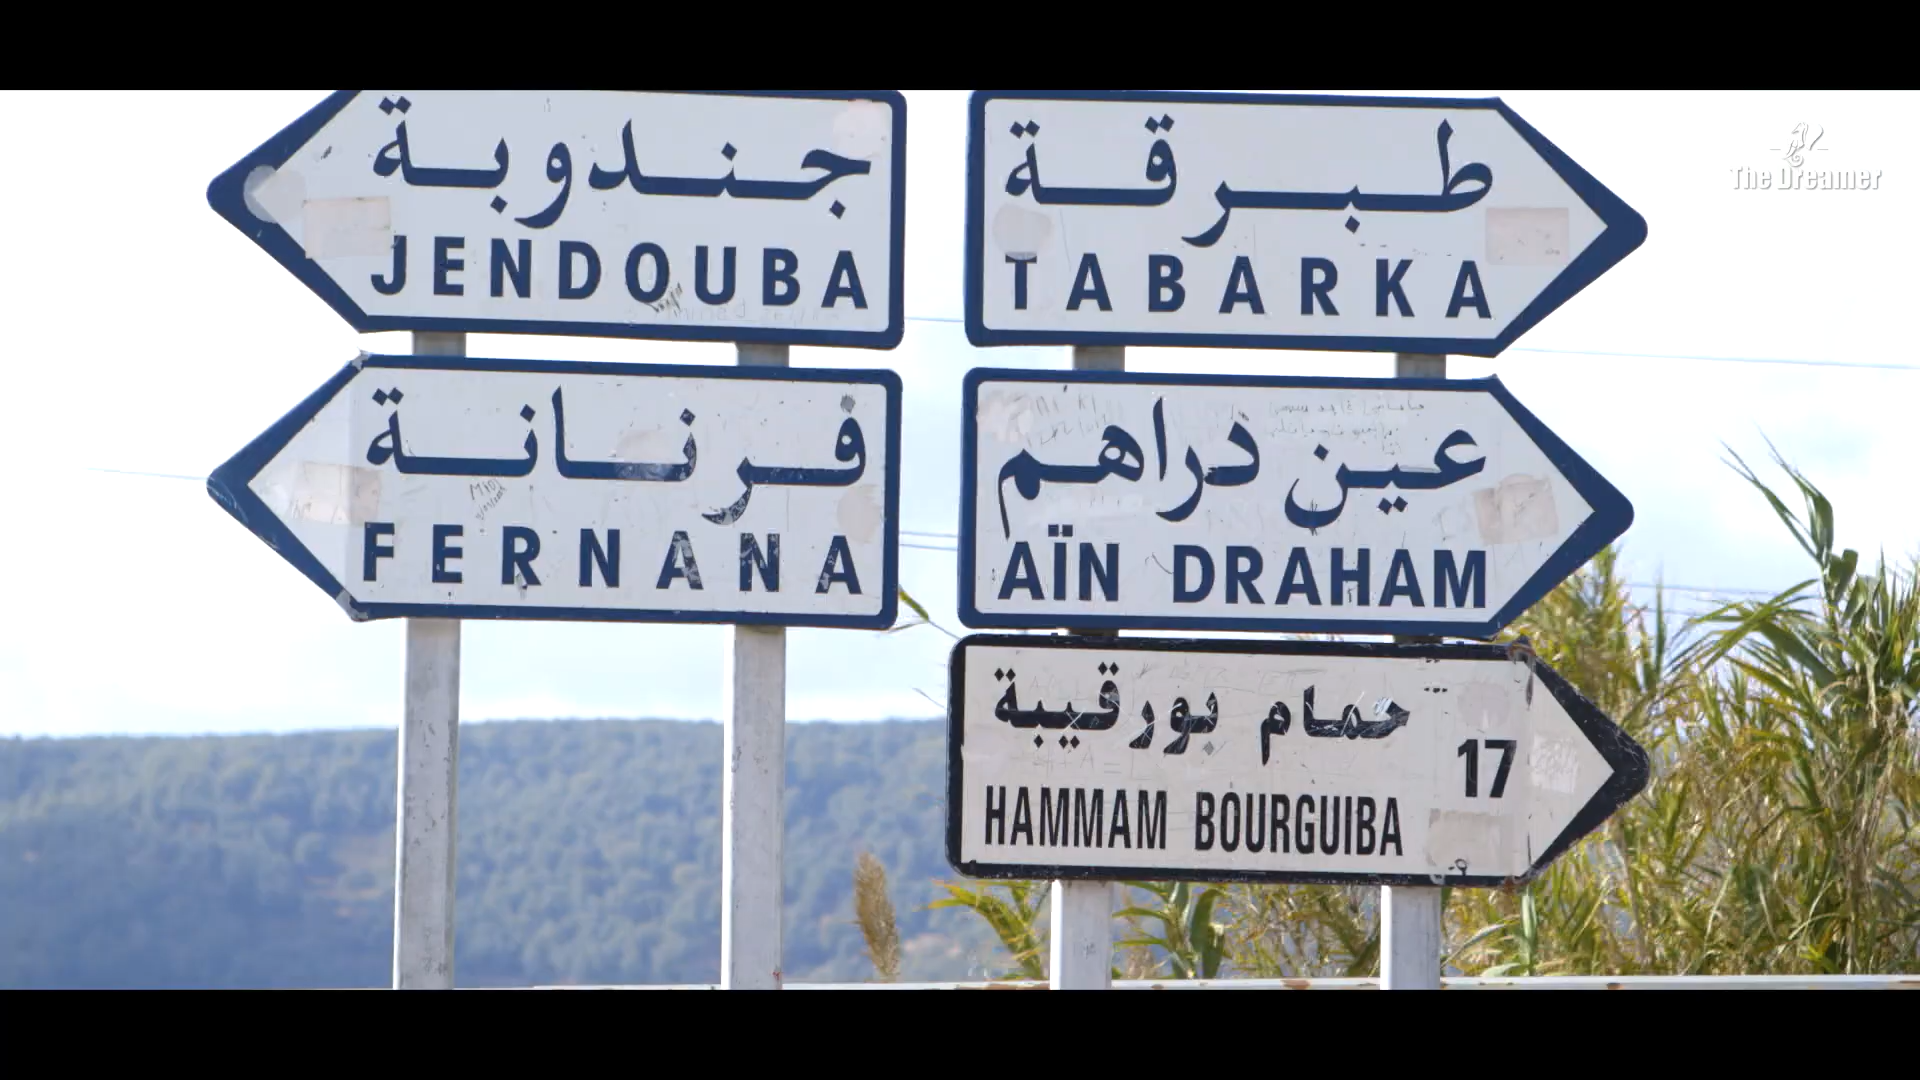 جندوبة
JENDOUBA
فرنانة
FERNANA
طبرقة
TABARKA
عين دراهم
AÏN DRAHAM
حمام بورقيبة
17
HAMMAM BOURGUIBA
The Dreamer